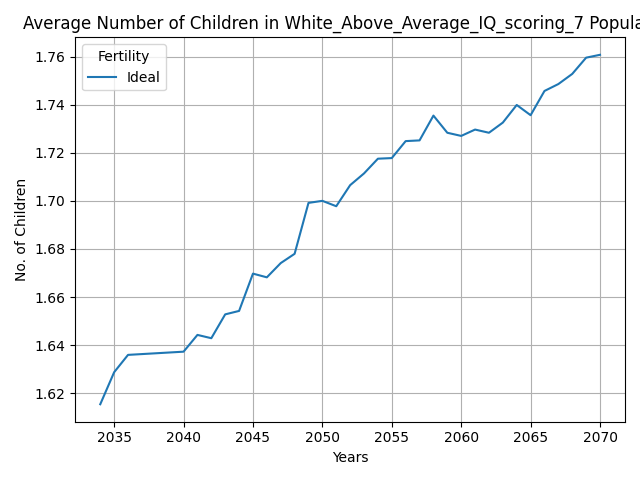 Average Number of Children in White_Above_Average_IQ_scoring_7 Popula
Fertility
Ideal
No. of Children
1.76
1.74
1.72
1.70
1.68
1.66
1.64
1.62
2035 2040 2045 2050 2055 2060 2065 2070
Years